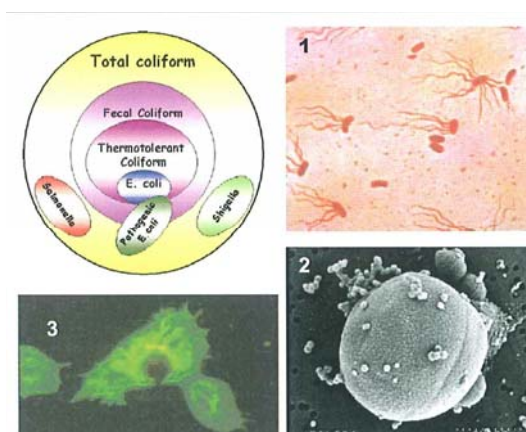 Total coliform
Fecal Coliform
Thermotolerant
Coliform
E. coli
Salmonella
Pathogenic
E. coli
Shigella
1
2
3